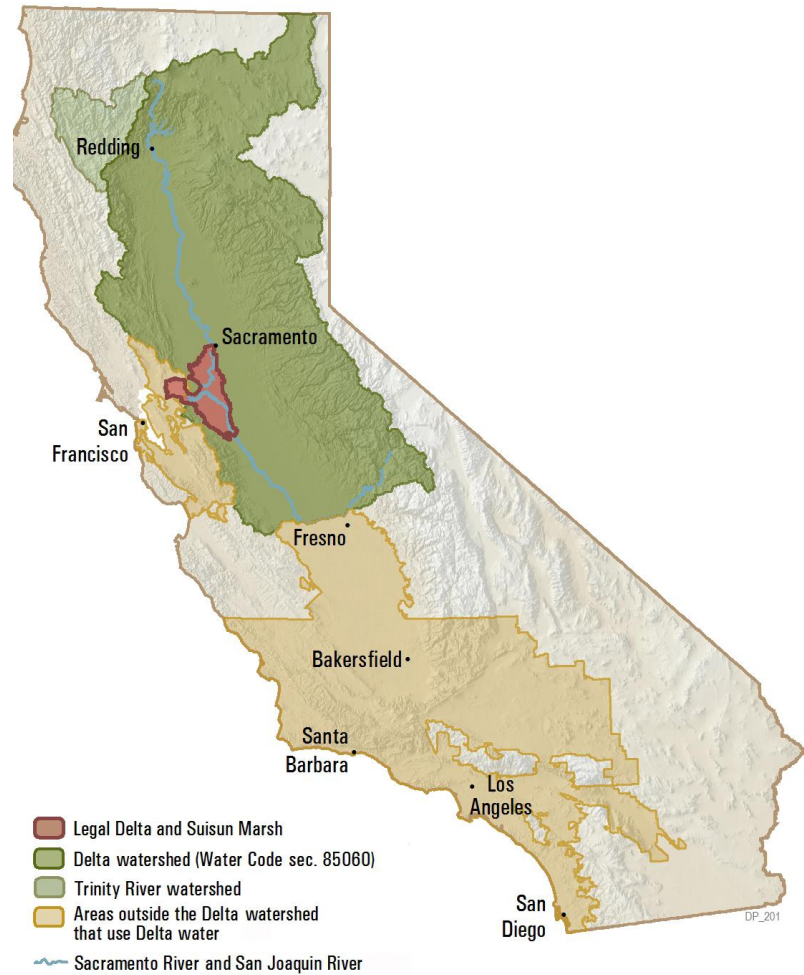 Redding
Sacramento
San
Francisco
Fresno
Bakersfield
Santa
Barbara
Los
Angeles
San
Diego
DP_201
Legal Delta and Suisun Marsh
Delta watershed (Water Code sec. 85060)
Trinity River watershed
Areas outside the Delta watershed
that use Delta water
Sacramento River and San Joaquin River